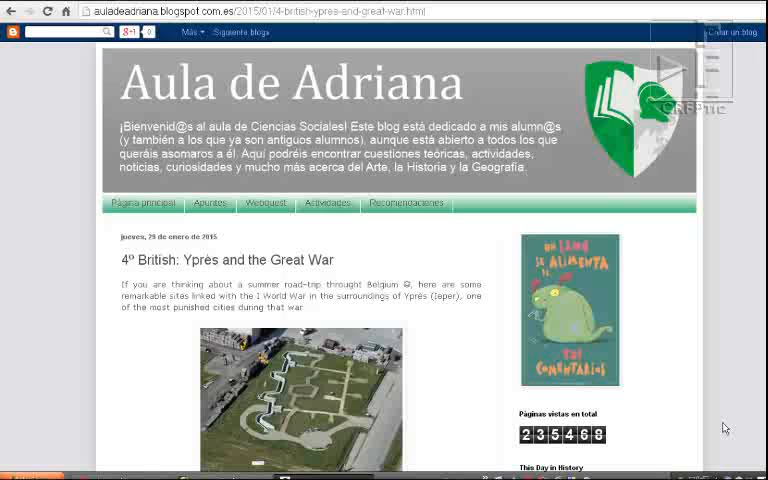 auladeadriana.blogspot.com.es/2015/01/4-british-ypres-and-great-war.html
g+1 0 Más Siguiente blog» Crear un blog
CREPTIC
Aula de Adriana
¡Bienvenid@s al aula de Ciencias Sociales! Este blog está dedicado a mis alumn@s
(y también a los que ya son antiguos alumnos), aunque está abierto a todos los que
queráis asomaros a él. Aquí podréis encontrar cuestiones teóricas, actividades,
noticias, curiosidades y mucho más acerca del Arte, la Historia y la Geografía.
Página principal Apuntes Webquest Actividades Recomendaciones
jueves, 29 de enero de 2015
4º British: Yprès and the Great War
If you are thinking about a summer road-trip throught Belgium ☺, here are some
remarkable sites linked with the I World War in the surroundings of Yprés (Ieper), one
of the most punished cities during that war
UN LAMO
SE ALIMENTA
DE
TUS
COMENTARIOS
Páginas vistas en total
235468
This Day in History